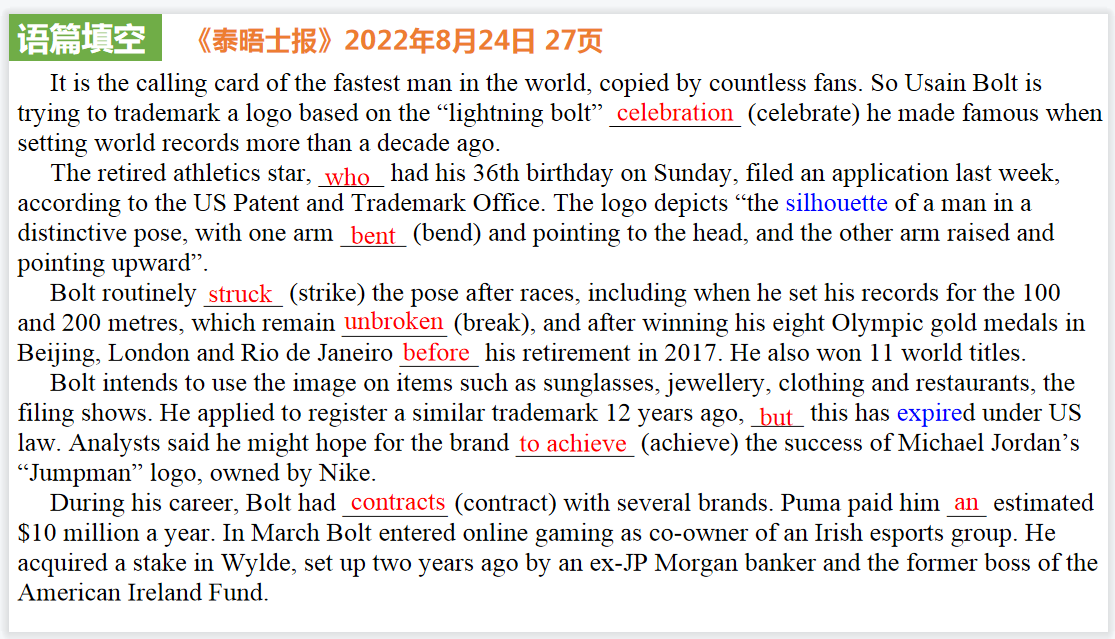 语篇填空 《泰晤士报》2022年8月24日 27页
It is the calling card of the fastest man in the world, copied by countless fans. So Usain Bolt is
trying to trademark a logo based on the “lightning bolt” celebration (celebrate) he made famous when
setting world records more than a decade ago.
The retired athletics star, who had his 36th birthday on Sunday, filed an application last week,
according to the US Patent and Trademark Office. The logo depicts “the silhouette of a man in a
distinctive pose, with one arm bent (bend) and pointing to the head, and the other arm raised and
pointing upward”.
Bolt routinely struck (strike) the pose after races, including when he set his records for the 100
and 200 metres, which remain unbroken (break), and after winning his eight Olympic gold medals in
Beijing, London and Rio de Janeiro before his retirement in 2017. He also won 11 world titles.
Bolt intends to use the image on items such as sunglasses, jewellery, clothing and restaurants, the
filing shows. He applied to register a similar trademark 12 years ago, but this has expired under US
law. Analysts said he might hope for the brand to achieve (achieve) the success of Michael Jordan’s
“Jumpman” logo, owned by Nike.
During his career, Bolt had contracts (contract) with several brands. Puma paid him an estimated
$10 million a year. In March Bolt entered online gaming as co-owner of an Irish esports group. He
acquired a stake in Wylde, set up two years ago by an ex-JP Morgan banker and the former boss of the
American Ireland Fund.